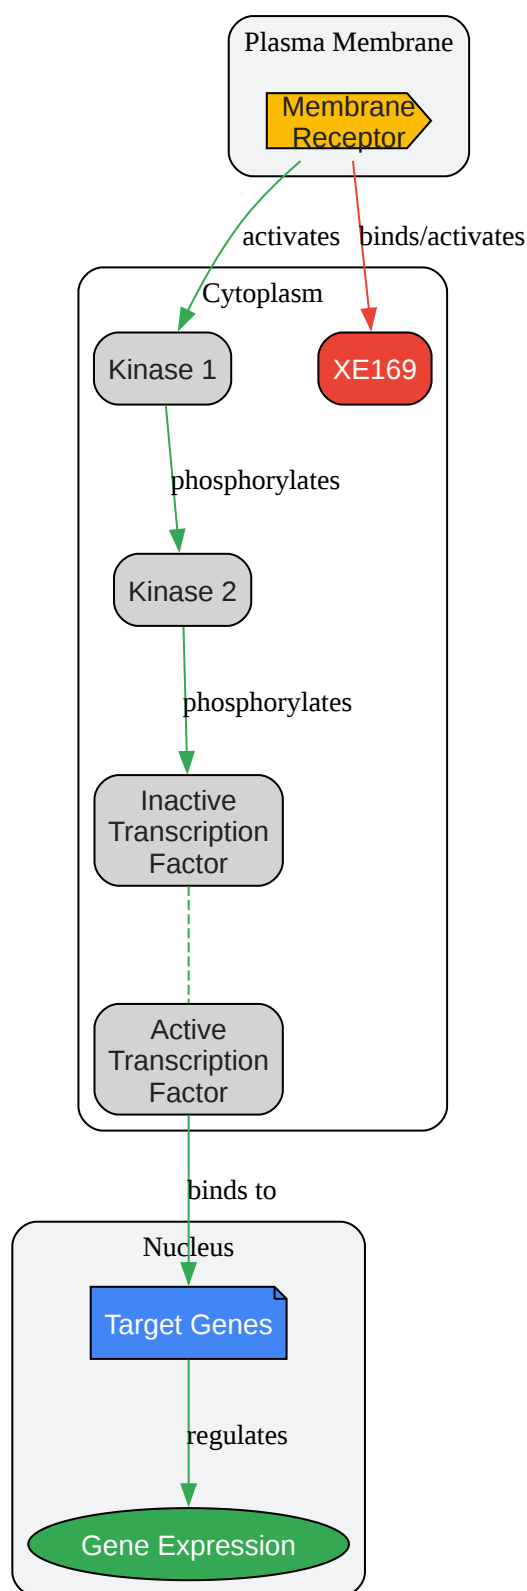 Plasma Membrane
Membrane
Receptor
activates
binds/activates
Cytoplasm
Kinase 1
XE169
phosphorylates
Kinase 2
phosphorylates
Inactive
Transcription
Factor
Active
Transcription
Factor
binds to
Nucleus
Target Genes
regulates
Gene Expression